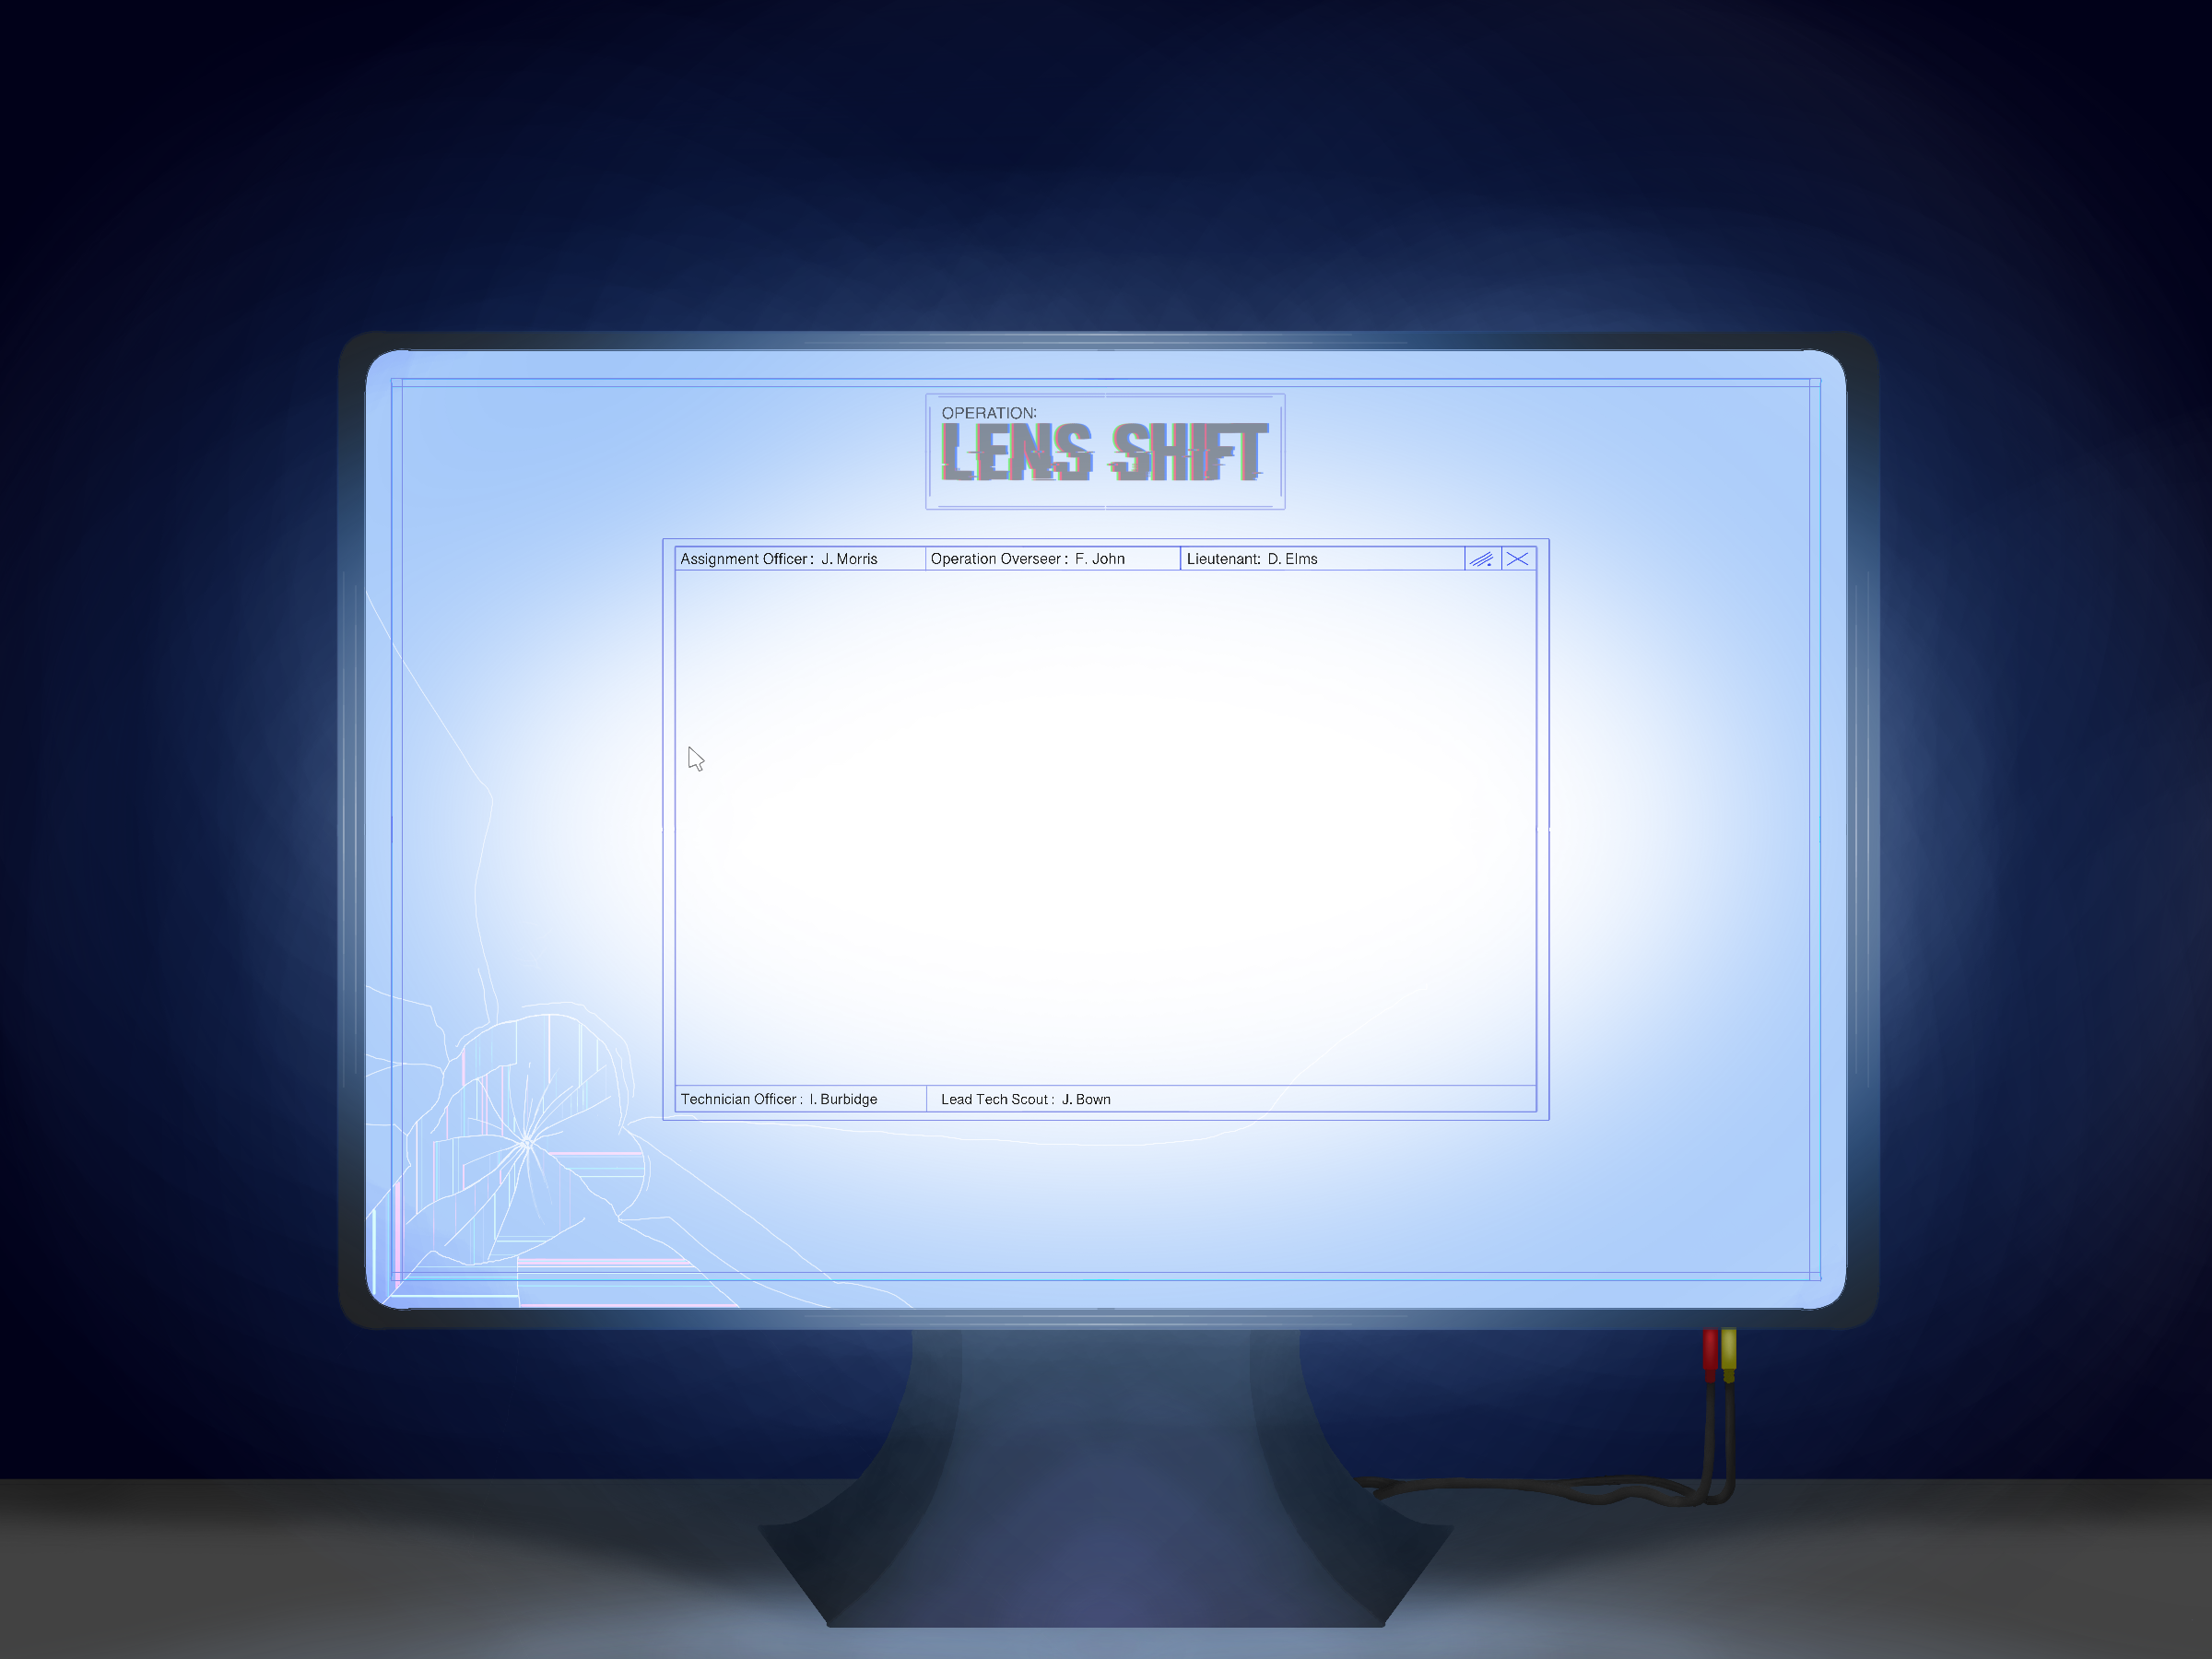 OPERATION:
LENS SHIFT
Assignment Officer: J. Morris Operation Overseer: F. John Lieutenant: D. Elms
Technician Officer: I. Burbidge Lead Tech Scout: J. Bown